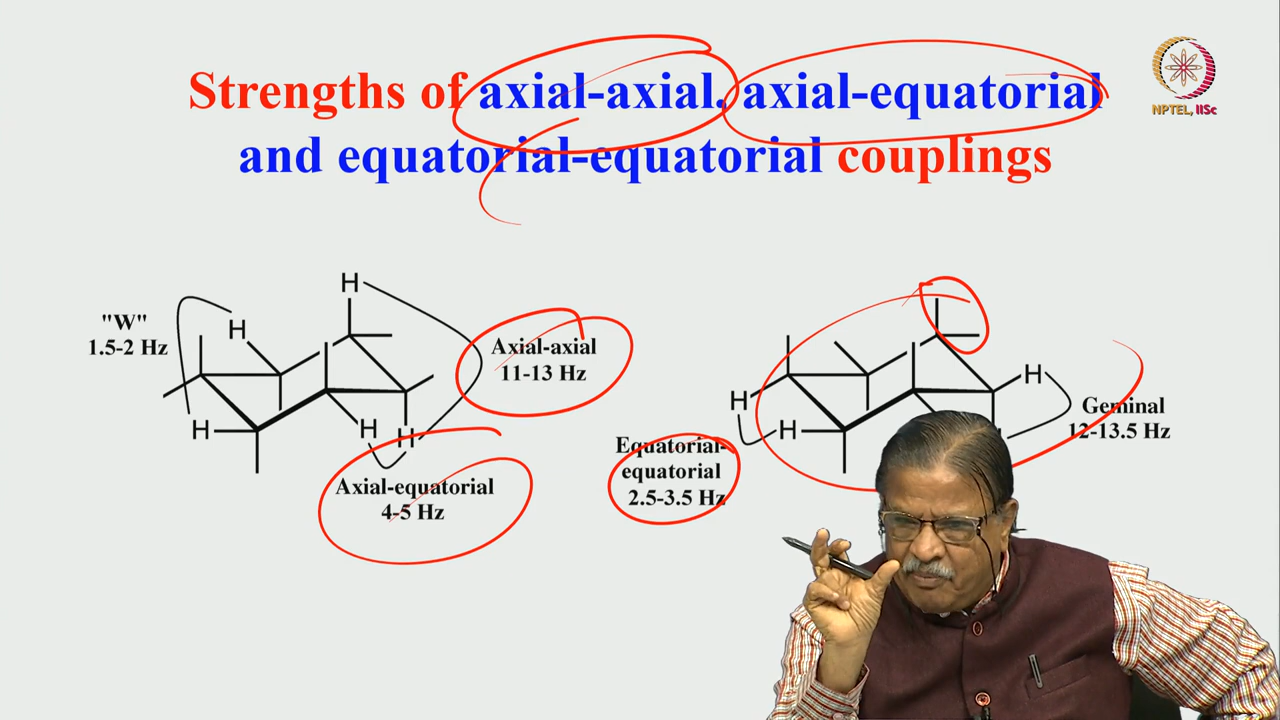 Strengths of axial-axial, axial-equatorial
and equatorial-equatorial couplings
NPTEL, IISc
"W"
1.5-2 Hz
H
H
H
Axial-axial
11-13 Hz
H
H
Axial-equatorial
4-5 Hz
H
H
Equatorial-
equatorial
2.5-3.5 Hz
H
Geminal
12-13.5 Hz